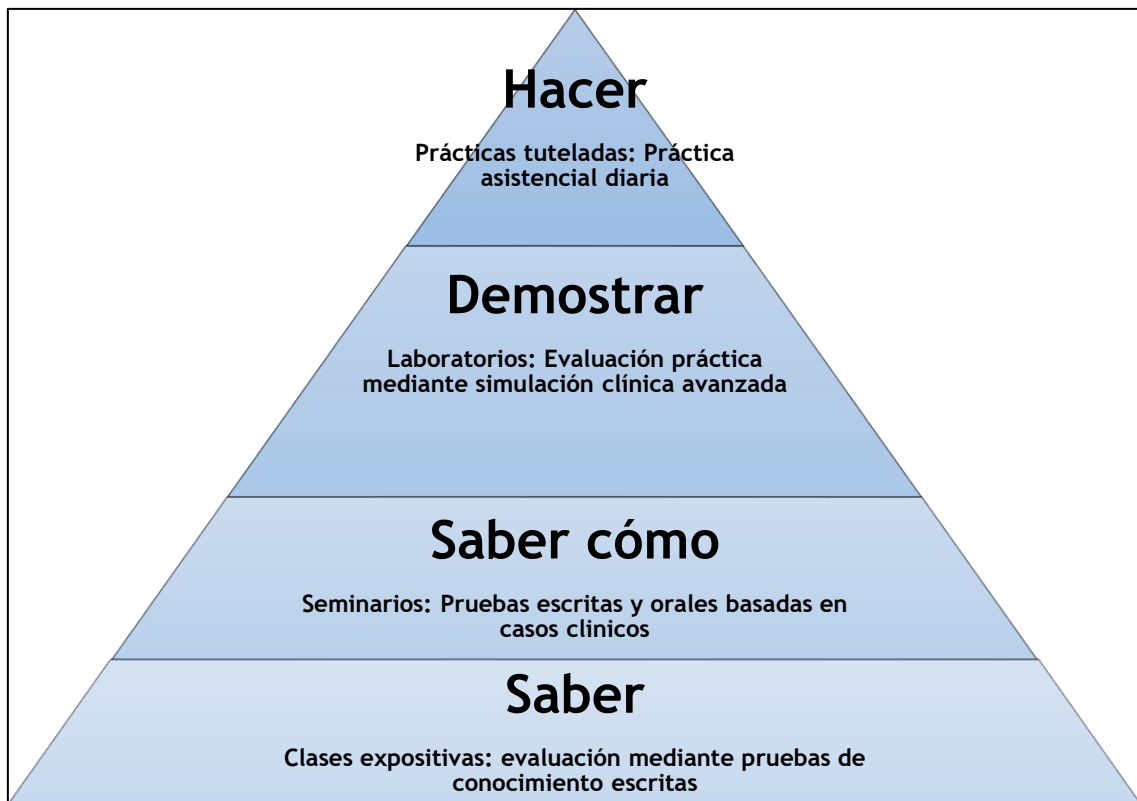 Hacer
Prácticas tuteladas: Práctica
asistencial diaria
Demostrar
Laboratorios: Evaluación práctica
mediante simulación clínica avanzada
Saber cómo
Seminarios: Pruebas escritas y orales basadas en
casos clinicos
Saber
Clases expositivas: evaluación mediante pruebas de
conocimiento escritas